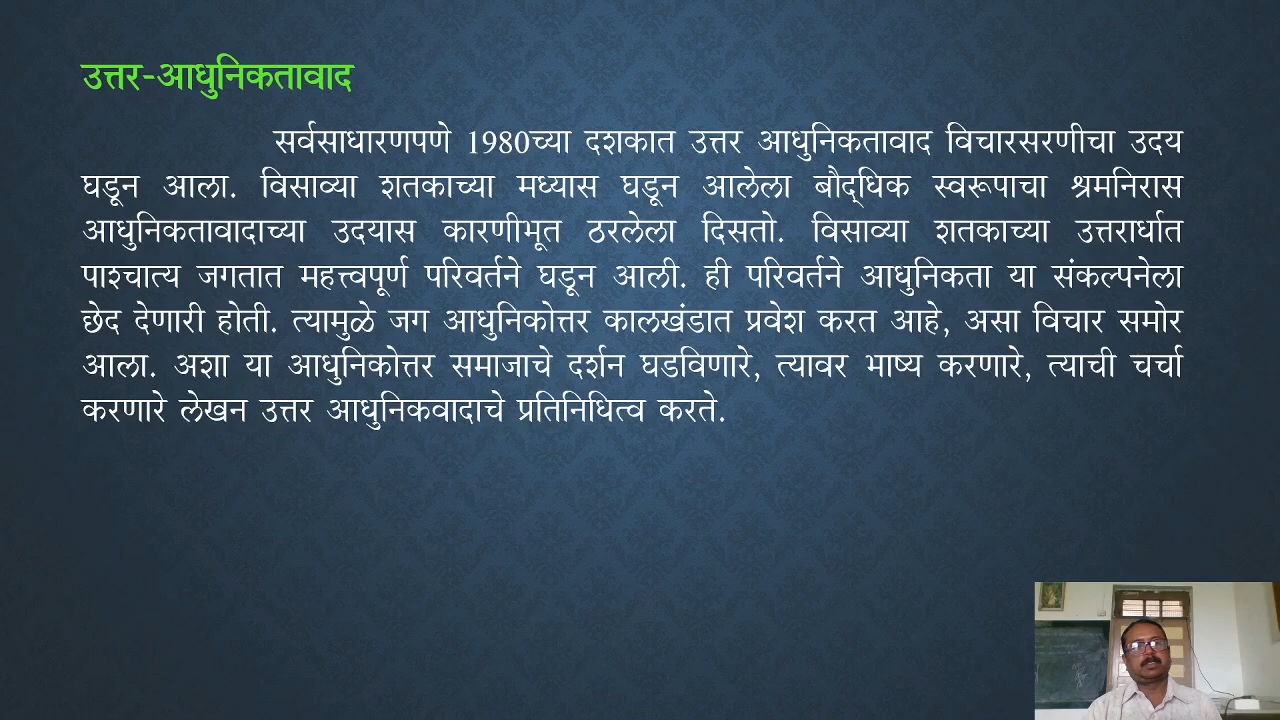 उत्तर-आधुनिकतावाद
सर्वसाधारणपणे 1980च्या दशकात उत्तर आधुनिकतावाद विचारसरणीचा उदय
घडून आला. विसाव्या शतकाच्या मध्यास घडून आलेला बौद्धिक स्वरूपाचा श्रमनिरास
आधुनिकतावादाच्या उदयास कारणीभूत ठरलेला दिसतो. विसाव्या शतकाच्या उत्तरार्धात
पाश्चात्य जगतात महत्त्वपूर्ण परिवर्तने घडून आली. ही परिवर्तने आधुनिकता या संकल्पनेला
छेद देणारी होती. त्यामुळे जग आधुनिकोत्तर कालखंडात प्रवेश करत आहे, असा विचार समोर
आला. अशा या आधुनिकोत्तर समाजाचे दर्शन घडविणारे, त्यावर भाष्य करणारे, त्याची चर्चा
करणारे लेखन उत्तर आधुनिकवादाचे प्रतिनिधित्व करते.